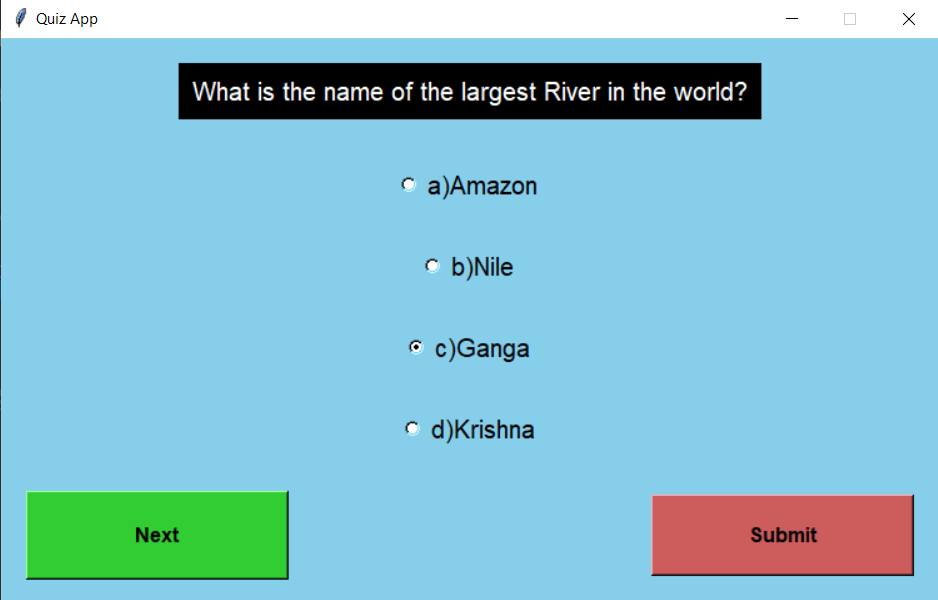 Quiz App
What is the name of the largest River in the world?
a)Amazon
b)Nile
c)Ganga
d)Krishna
Next
Submit